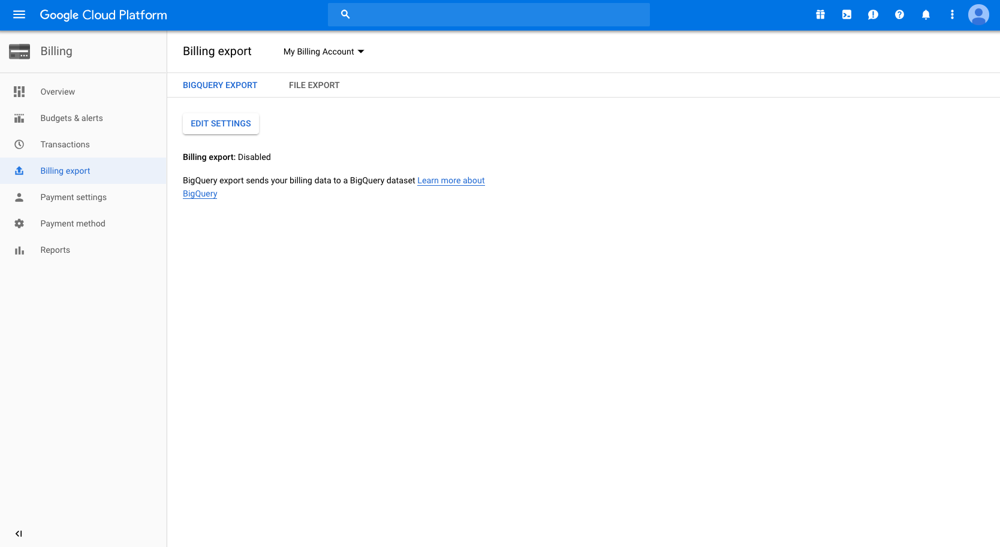 Google Cloud Platform
Billing
Billing export
My Billing Account
Overview
Budgets & alerts
Transactions
Billing export
Payment settings
Payment method
Reports
BIGQUERY EXPORT
FILE EXPORT
EDIT SETTINGS
Billing export: Disabled
BigQuery export sends your billing data to a BigQuery dataset Learn more about
BigQuery